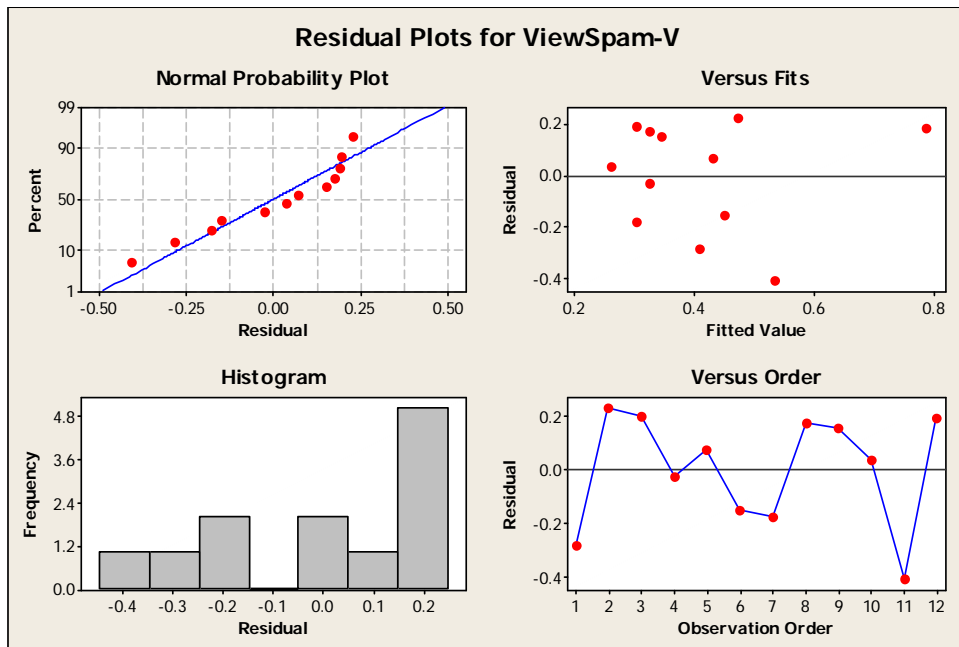 Residual Plots for ViewSpam-V
Normal Probability Plot
99
90
50
10
1
Percent
-0.50 -0.25 0.00 0.25 0.50
Residual
Versus Fits
0.2
0.0
-0.2
-0.4
Residual
0.2 0.4 0.6 0.8
Fitted Value
Histogram
4.8
3.6
2.4
1.2
0.0
Frequency
-0.4 -0.3 -0.2 -0.1 0.0 0.1 0.2
Residual
Versus Order
0.2
0.0
-0.2
-0.4
Residual
1 2 3 4 5 6 7 8 9 10 11 12
Observation Order